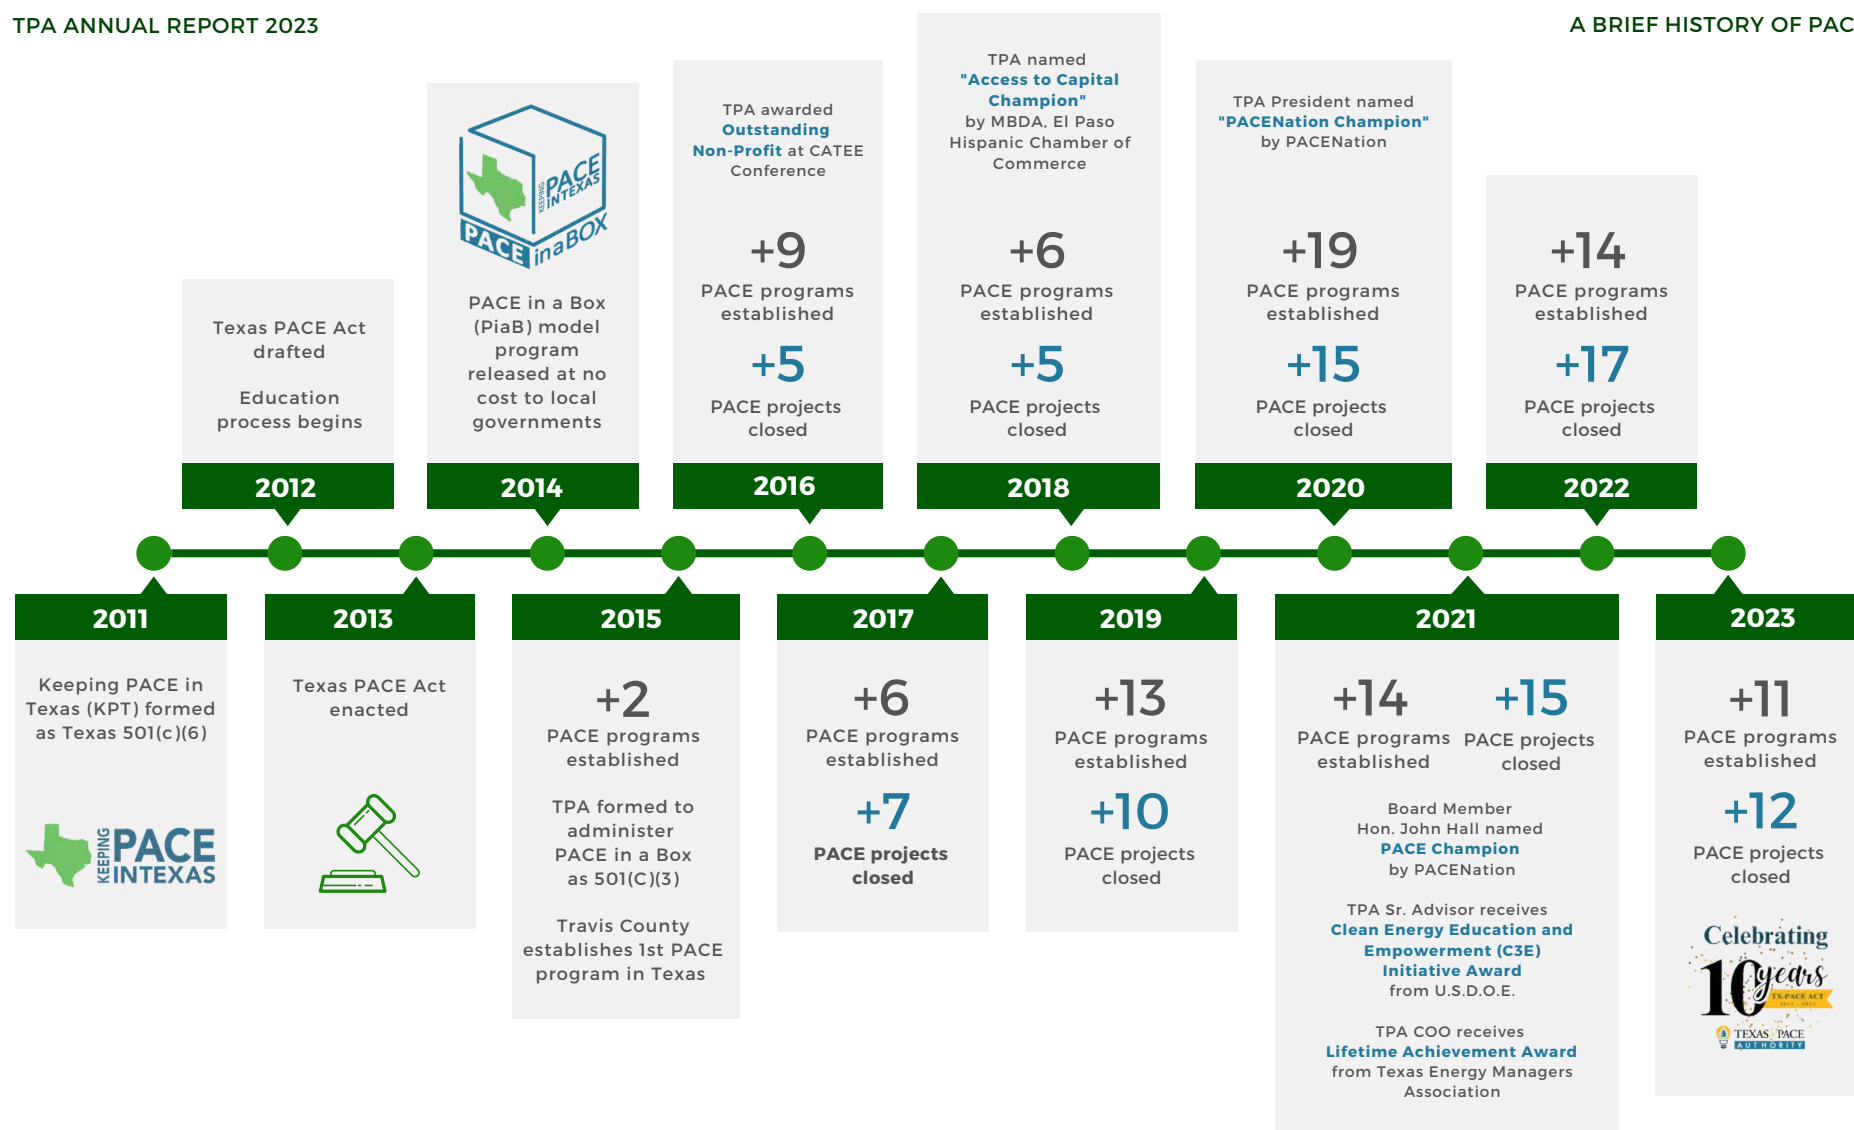 TPA ANNUAL REPORT 2023
A BRIEF HISTORY OF PAC
Texas PACE Act
drafted
Education
process begins
2012
KEEPING
PACE
INTEXAS
PACE
in a BOX
PACE in a Box
(PiaB) model
program
released at no
cost to local
governments
2014
TPA awarded
Outstanding
Non-Profit at CATEE
Conference
+9
PACE programs
established
+5
PACE projects
closed
2016
TPA named
"Access to Capital
Champion"
by MBDA, El Paso
Hispanic Chamber of
Commerce
+6
PACE programs
established
+5
PACE projects
closed
2018
TPA President named
"PACENation Champion"
by PACENation
+19
PACE programs
established
+15
PACE projects
closed
2020
+14
PACE programs
established
+17
PACE projects
closed
2022
2011
Keeping PACE in
Texas (KPT) formed
as Texas 501(c)(6)
KEEPING
PACE
INTEXAS
2013
Texas PACE Act
enacted
2015
+2
PACE programs
established
TPA formed to
administer
PACE in a Box
as 501(C)(3)
Travis County
establishes 1st PACE
program in Texas
2017
+6
PACE programs
established
+7
PACE projects
closed
2019
+13
PACE programs
established
+10
PACE projects
closed
2021
+14
PACE programs
established
+15
PACE projects
closed
Board Member
Hon. John Hall named
PACE Champion
by PACENation
TPA Sr. Advisor receives
Clean Energy Education and
Empowerment (C3E)
Initiative Award
from U.S.D.O.E.
TPA COO receives
Lifetime Achievement Award
from Texas Energy Managers
Association
2023
+11
PACE programs
established
+12
PACE projects
closed
Celebrating
10 years
TX-PACE ACT
TEXAS PACE
AUTHORITY